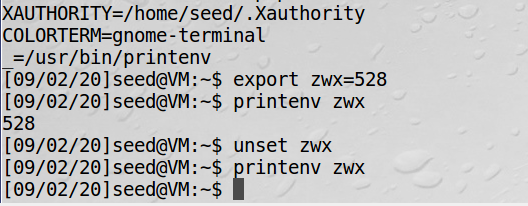 XAUTHORITY=/home/seed/.Xauthority
COLORTERM=gnome-terminal
_=/usr/bin/printenv
[09/02/20]seed@VM:~$ export zwx=528
[09/02/20]seed@VM:~$ printenv zwx
528
[09/02/20]seed@VM:~$ unset zwx
[09/02/20]seed@VM:~$ printenv zwx
[09/02/20]seed@VM:~$